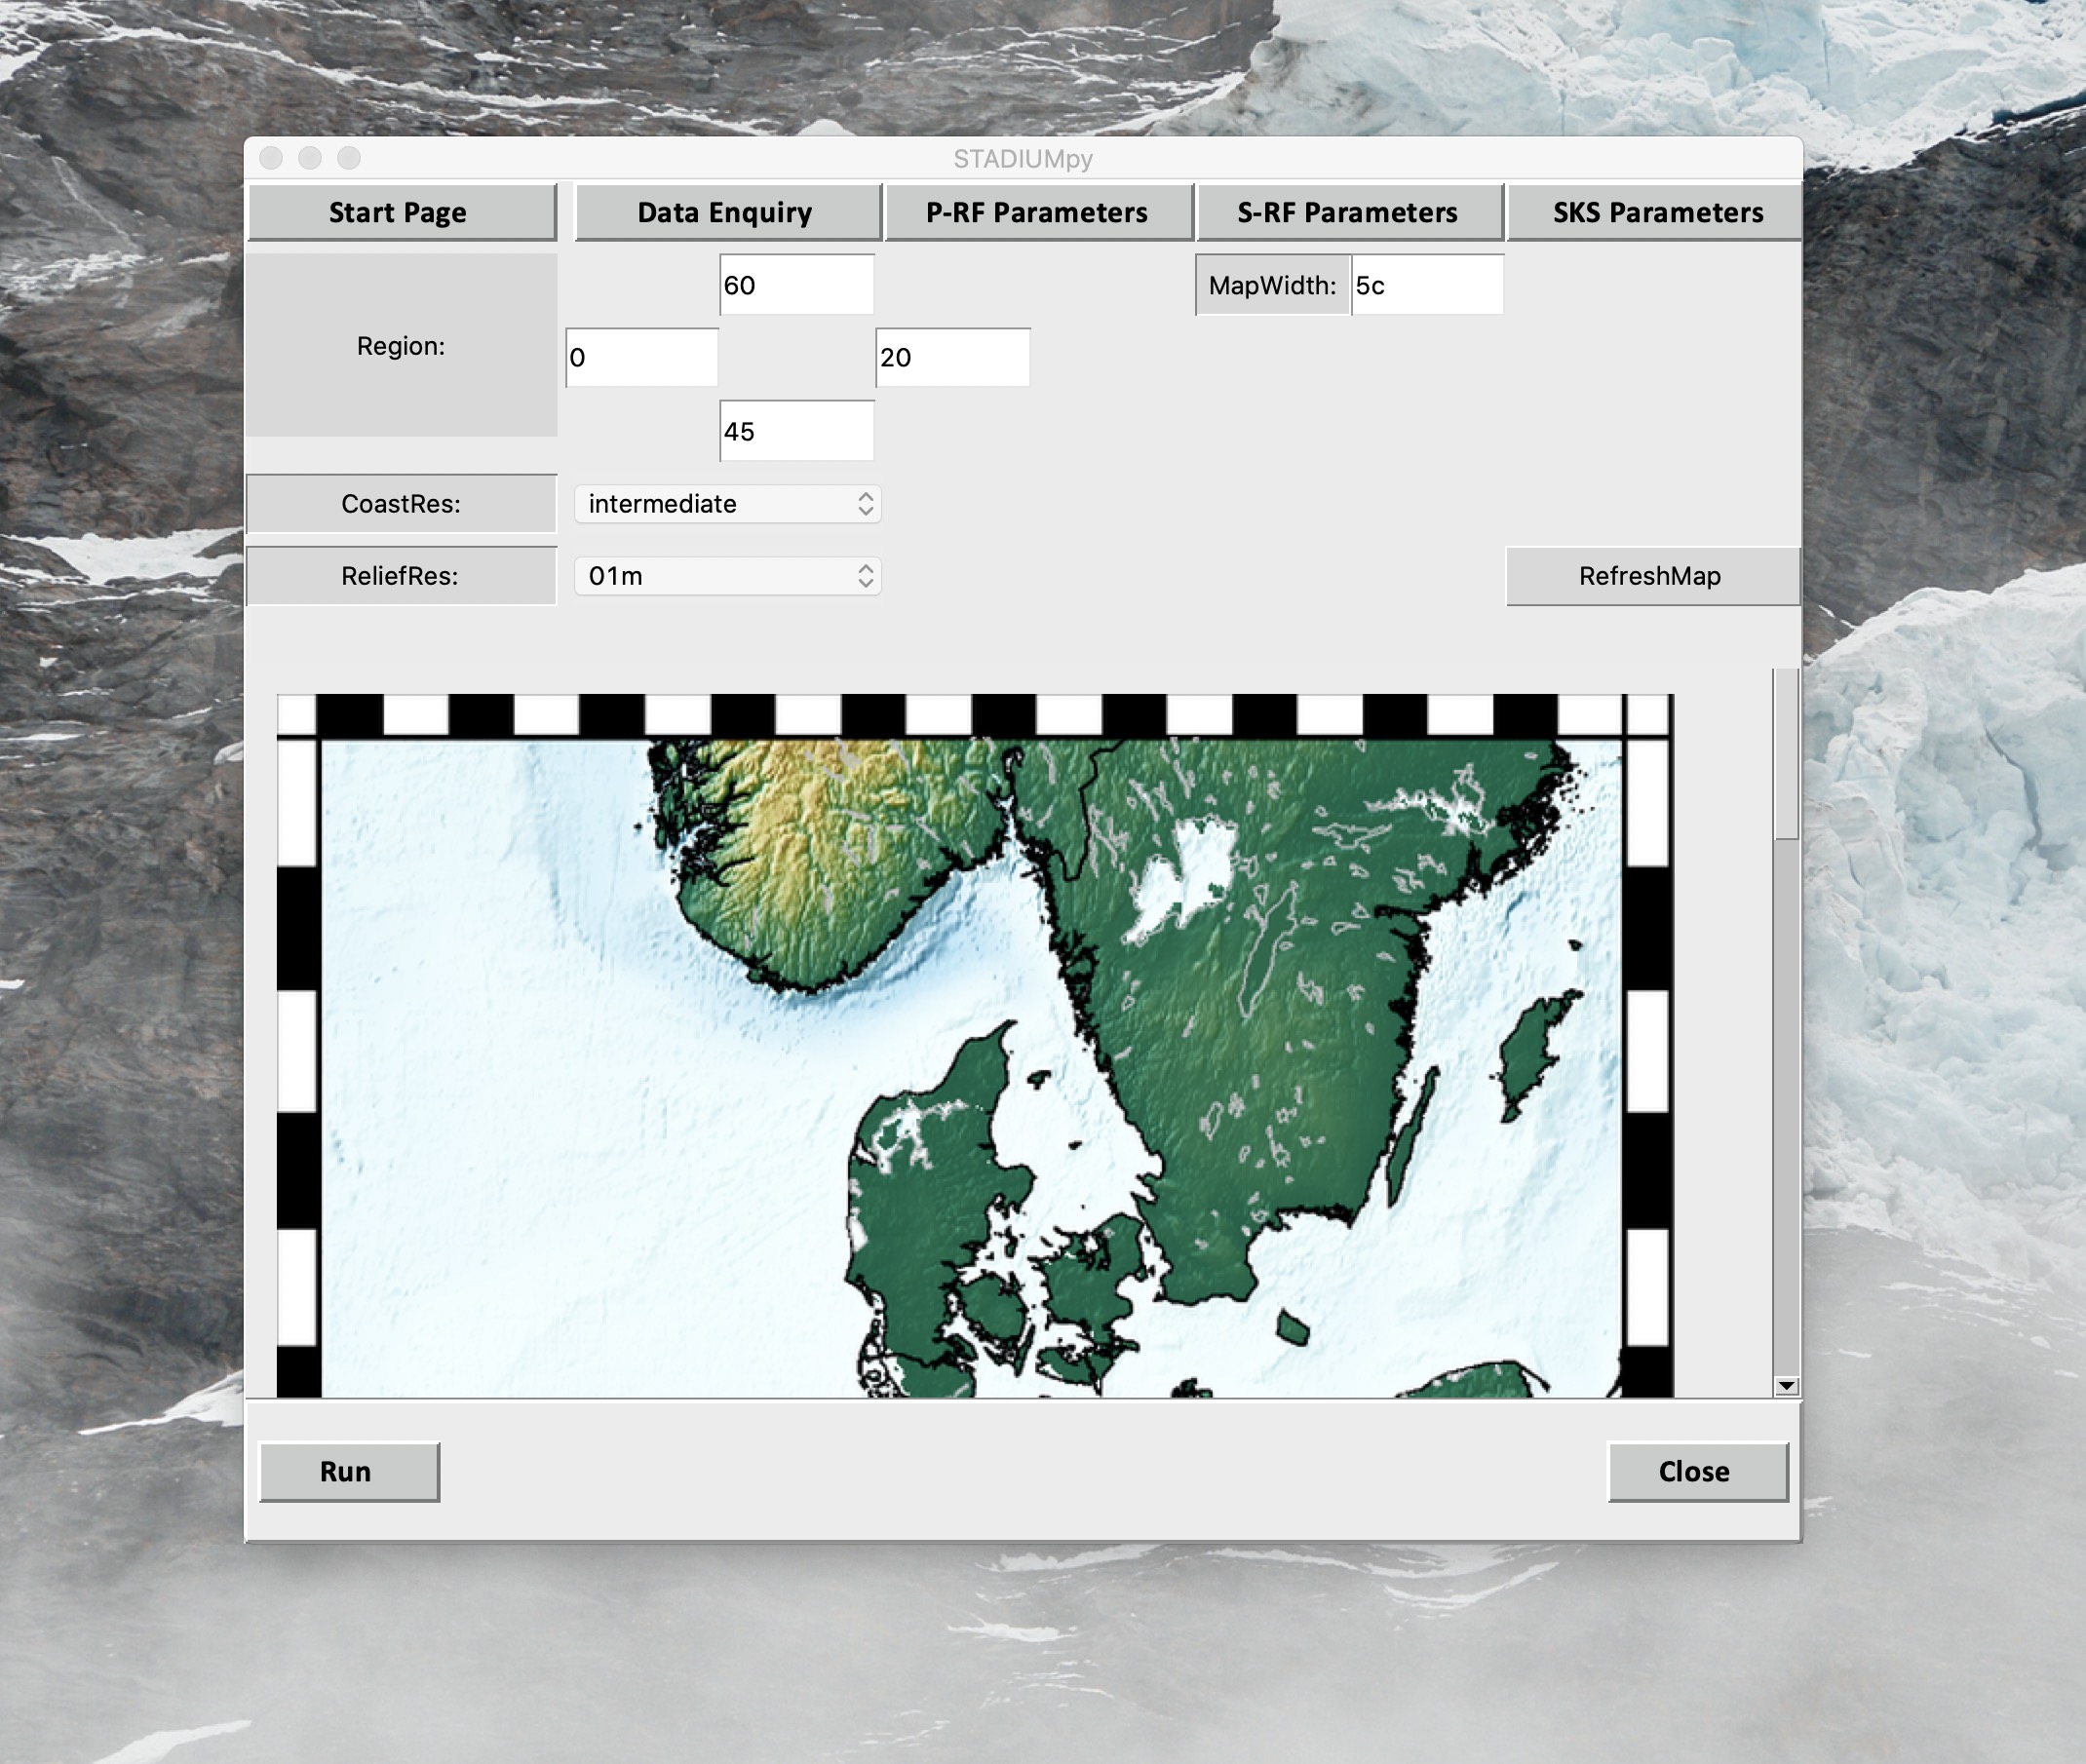 STADIUMpy
Start Page
Data Enquiry
P-RF Parameters
S-RF Parameters
SKS Parameters
Region:
60
0
20
45
MapWidth:
5c
CoastRes:
intermediate
ReliefRes:
01m
RefreshMap
Run
Close